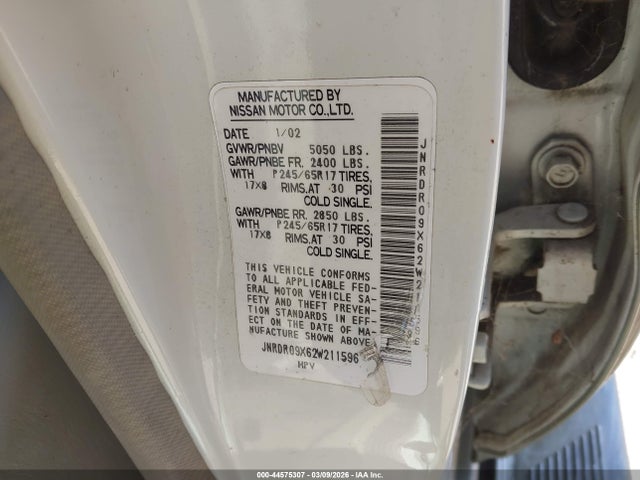 MANUFACTURED BY
NISSAN MOTOR CO.,LTD.
DATE 1/02
GVWR/PNBV 5050 LBS.
GAWR/PNBE FR. 2400 LBS.
WITH P245/65R17 TIRES,
17X8 RIMS,AT 30 PSI
COLD SINGLE.
GAWR/PNBE RR. 2850 LBS.
WITH P245/65R17 TIRES,
17X8 RIMS,AT 30 PSI
COLD SINGLE.
THIS VEHICLE CONFORMS
TO ALL APPLICABLE FED-
ERAL MOTOR VEHICLE SA-
FETY AND THEFT PREVEN-
TION STANDARDS IN EFF-
ECT ON THE DATE OF MA-
NUFACTURE SHOWN ABOVE.
JNRDR09X62W211596
MPV
JNRDR09X62W211596
000-44575307 - 03/09/2026 - IAA, Inc.